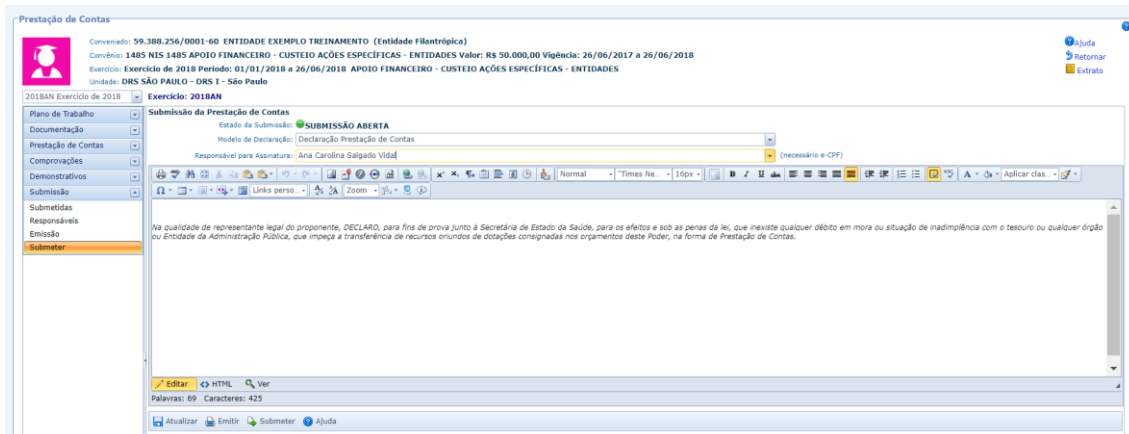 Prestação de Contas
Conveniado: 59.388.256/0001-60 ENTIDADE EXEMPLO TREINAMENTO (Entidade Filantrópica)
Convênio: 1485 NIS 1485 APOIO FINANCEIRO - CUSTEIO AÇÕES ESPECÍFICAS - ENTIDADES Valor: R$ 50.000,00 Vigência: 26/06/2017 a 26/06/2018
Exercício: Exercício de 2018 Período: 01/01/2018 a 26/06/2018 APOIO FINANCEIRO - CUSTEIO AÇÕES ESPECÍFICAS - ENTIDADES
Unidade: DRS SÃO PAULO - DRS I - São Paulo
Ajuda
Retornar
Extrato
2018AN Exercício de 2018
Exercício: 2018AN
Plano de Trabalho
Documentação
Prestação de Contas
Comprovações
Demonstrativos
Submissão
Submetidas
Responsáveis
Emissão
Submeter
Submissão da Prestação de Contas
Estado da Submissão: SUBMISSÃO ABERTA
Modelo de Declaração: Declaração Prestação de Contas
Responsável para Assinatura: Ana Carolina Salgado Vidal (necessário e-CPF)
Normal "Times Ne... 16px B I U abc A Aplicar clas...
Ω Links perso... Zoom
Na qualidade de representante legal do proponente, DECLARO, para fins de prova junto à Secretária de Estado da Saúde, para os efeitos e sob as penas da lei, que inexiste qualquer débito em mora ou situação de inadimplência com o tesouro ou qualquer órgão
ou Entidade da Administração Pública, que impeça a transferência de recursos oriundos de dotações consignadas nos orçamentos deste Poder, na forma de Prestação de Contas.
Editar HTML Ver
Palavras: 69 Caracteres: 425
Atualizar Emitir Submeter Ajuda